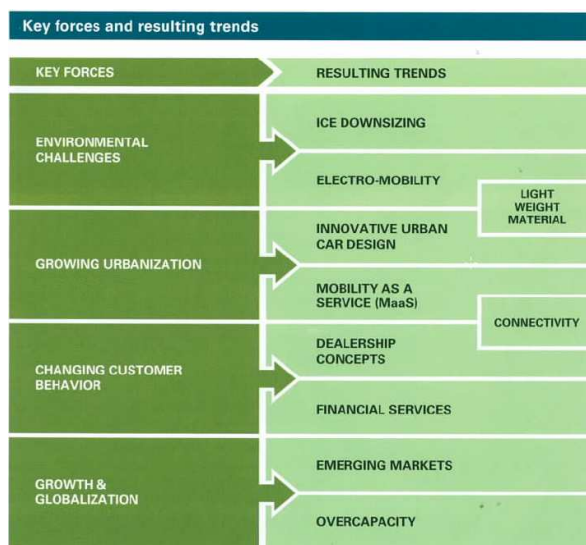 Key forces and resulting trends
KEY FORCES
RESULTING TRENDS
ENVIRONMENTAL
CHALLENGES
ICE DOWNSIZING
ELECTRO-MOBILITY
LIGHT
WEIGHT
MATERIAL
GROWING URBANIZATION
INNOVATIVE URBAN
CAR DESIGN
MOBILITY AS A
SERVICE (MaaS)
CONNECTIVITY
CHANGING CUSTOMER
BEHAVIOR
DEALERSHIP
CONCEPTS
FINANCIAL SERVICES
GROWTH &
GLOBALIZATION
EMERGING MARKETS
OVERCAPACITY